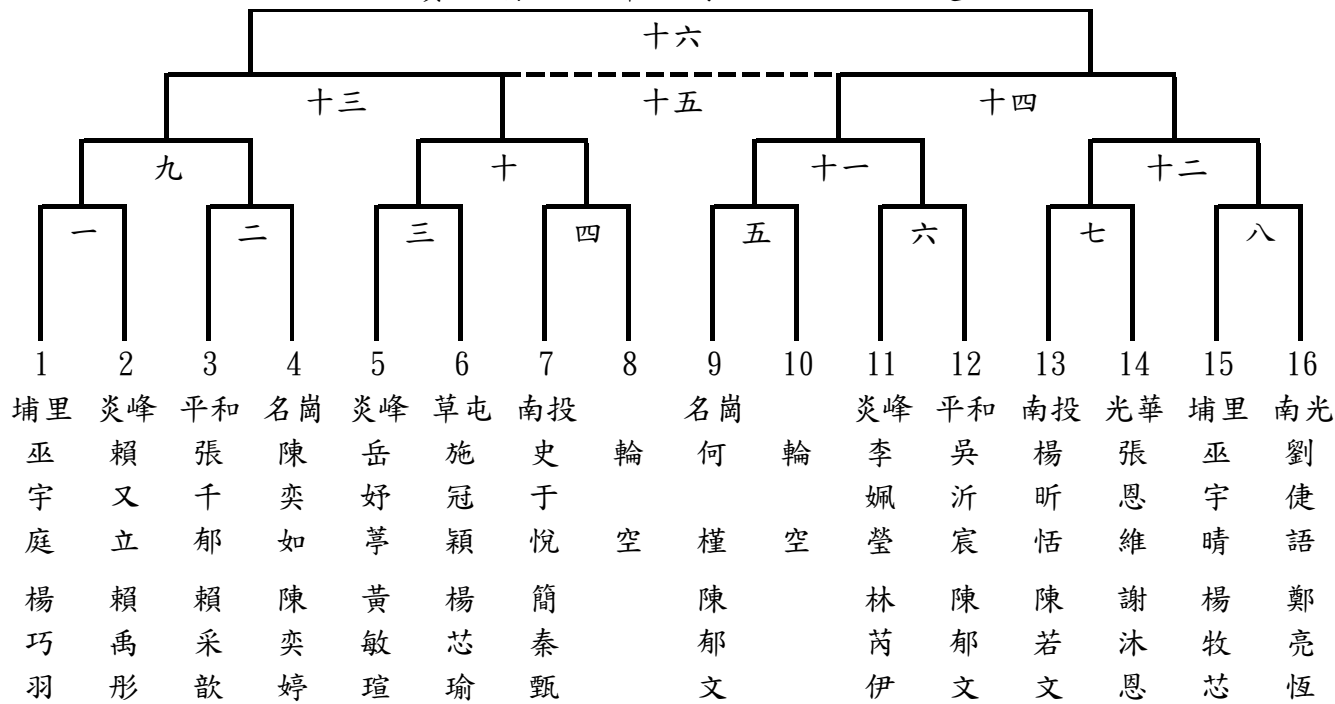 十六
十三 十五 十四
九 十 十一 十二
一 二 三 四 五 六 七 八
1 2 3 4 5 6 7 8 9 10 11 12 13 14 15 16
埔里 炎峰 平和 名崗 炎峰 草屯 南投 名崗 炎峰 平和 南投 光華 埔里 南光
巫宇庭
賴又立
張千郁
陳奕如
岳妤葶
施冠穎
史于悅
輪空
何槿
輪空
李姵瑩
吳沂宸
楊昕恬
張恩維
巫宇晴
劉倢語
楊巧羽
賴禹彤
賴采歆
陳奕婷
黃敏瑄
楊芯瑜
簡秦甄
陳郁文
林芮伊
陳郁文
陳若文
謝沐恩
楊牧芯
鄭亮恆